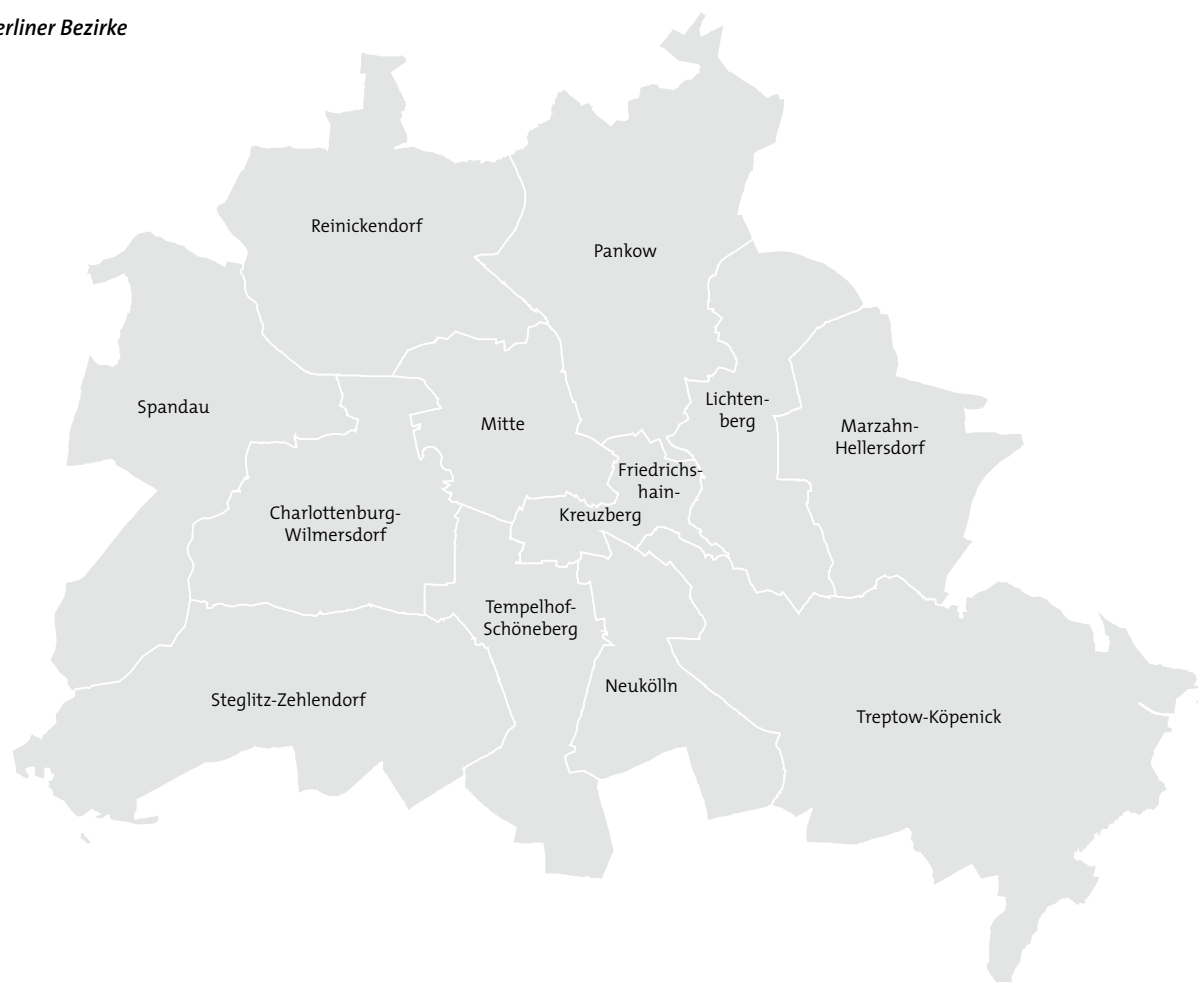 erliner Bezirke
Reinickendorf
Pankow
Spandau
Mitte
Lichten-
berg
Marzahn-
Hellersdorf
Friedrichs-
hain-
Kreuzberg
Charlottenburg-
Wilmersdorf
Tempelhof-
Schöneberg
Neukölln
Steglitz-Zehlendorf
Treptow-Köpenick